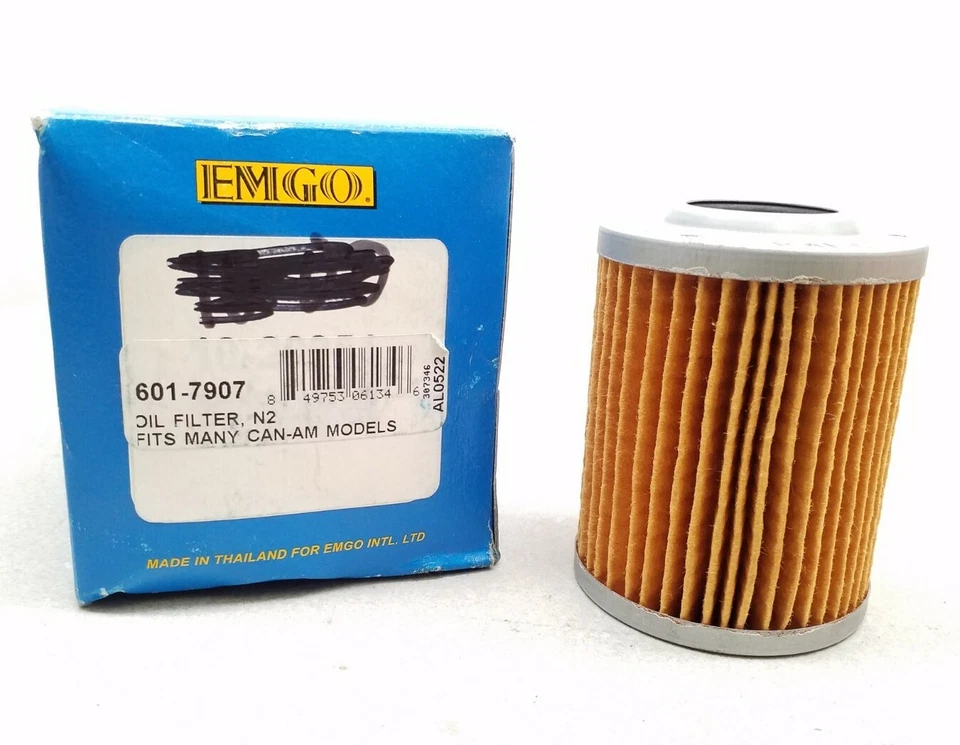 EMGO
601-7907
8 49753 06134 6
307346
AL0522
OIL FILTER, N2
FITS MANY CAN-AM MODELS
MADE IN THAILAND FOR EMGO INTL. LTD